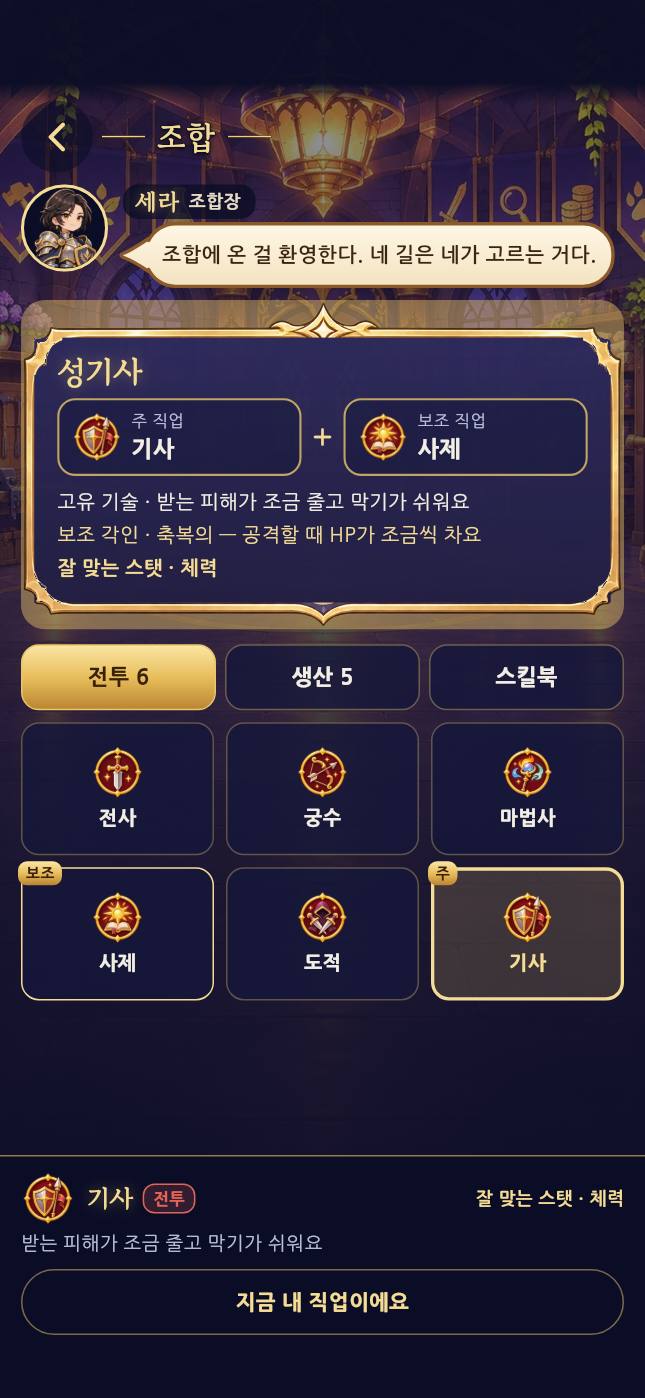 조합
세라 조합장
조합에 온 걸 환영한다. 네 길은 네가 고르는 거다.
성기사
주 직업
기사
+
보조 직업
사제
고유 기술 · 받는 피해가 조금 줄고 막기가 쉬워요
보조 각인 · 축복의 — 공격할 때 HP가 조금씩 차요
잘 맞는 스탯 · 체력
전투 6
생산 5
스킬북
전사
궁수
마법사
보조
사제
도적
주
기사
기사 전투
잘 맞는 스탯 · 체력
받는 피해가 조금 줄고 막기가 쉬워요
지금 내 직업이에요